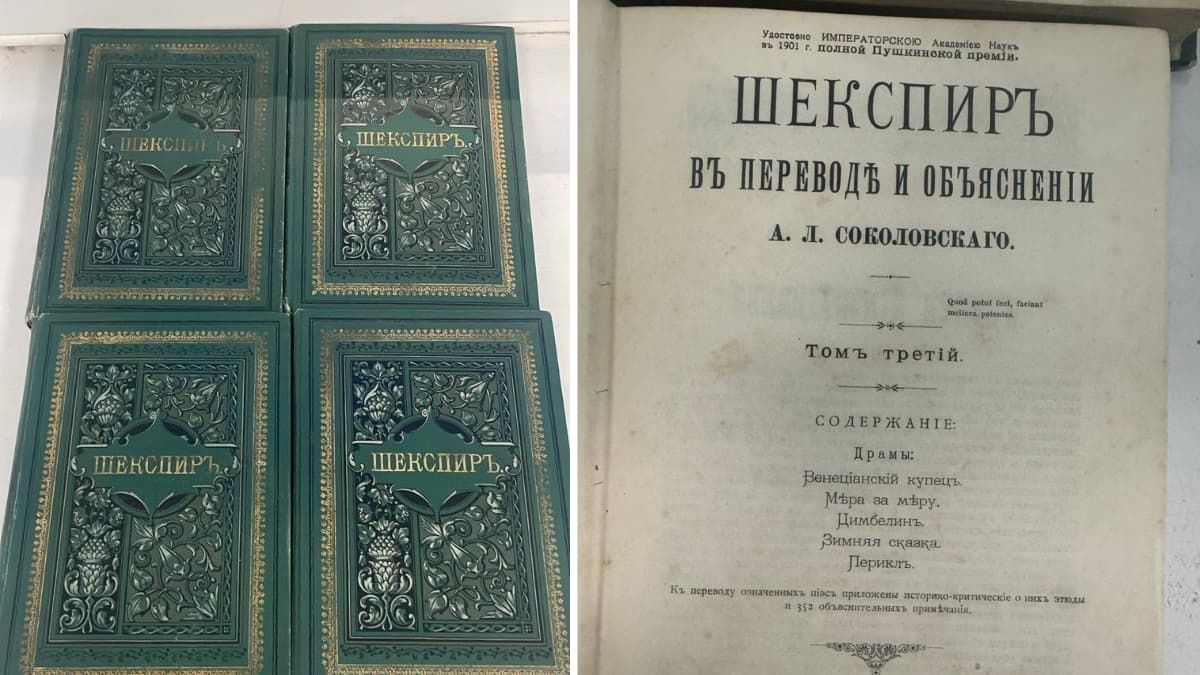 ШЕКСПИРЪ.
ШЕКСПИРЪ.
ШЕКСПИРЪ.
ШЕКСПИРЪ.
Удостоено ИМПЕРАТОРСКОЮ Академіею Наукъ
въ 1901 г. полной Пушкинской преміи.
ШЕКСПИРЪ
ВЪ ПЕРЕВОДѢ И ОБЪЯСНЕНІИ
А. Л. СОКОЛОВСКАГО.
Quod potui feci, faciant
meliora potentes.
Томъ третій.
СОДЕРЖАНІЕ:
Драмы:
Венеціанскій купецъ.
Мѣра за мѣру.
Цимбелинъ.
Зимняя сказка.
Периклъ.
Къ переводу означенныхъ піэсъ приложены историко-критическіе о нихъ этюды
и 352 объяснительныхъ примѣчанія.